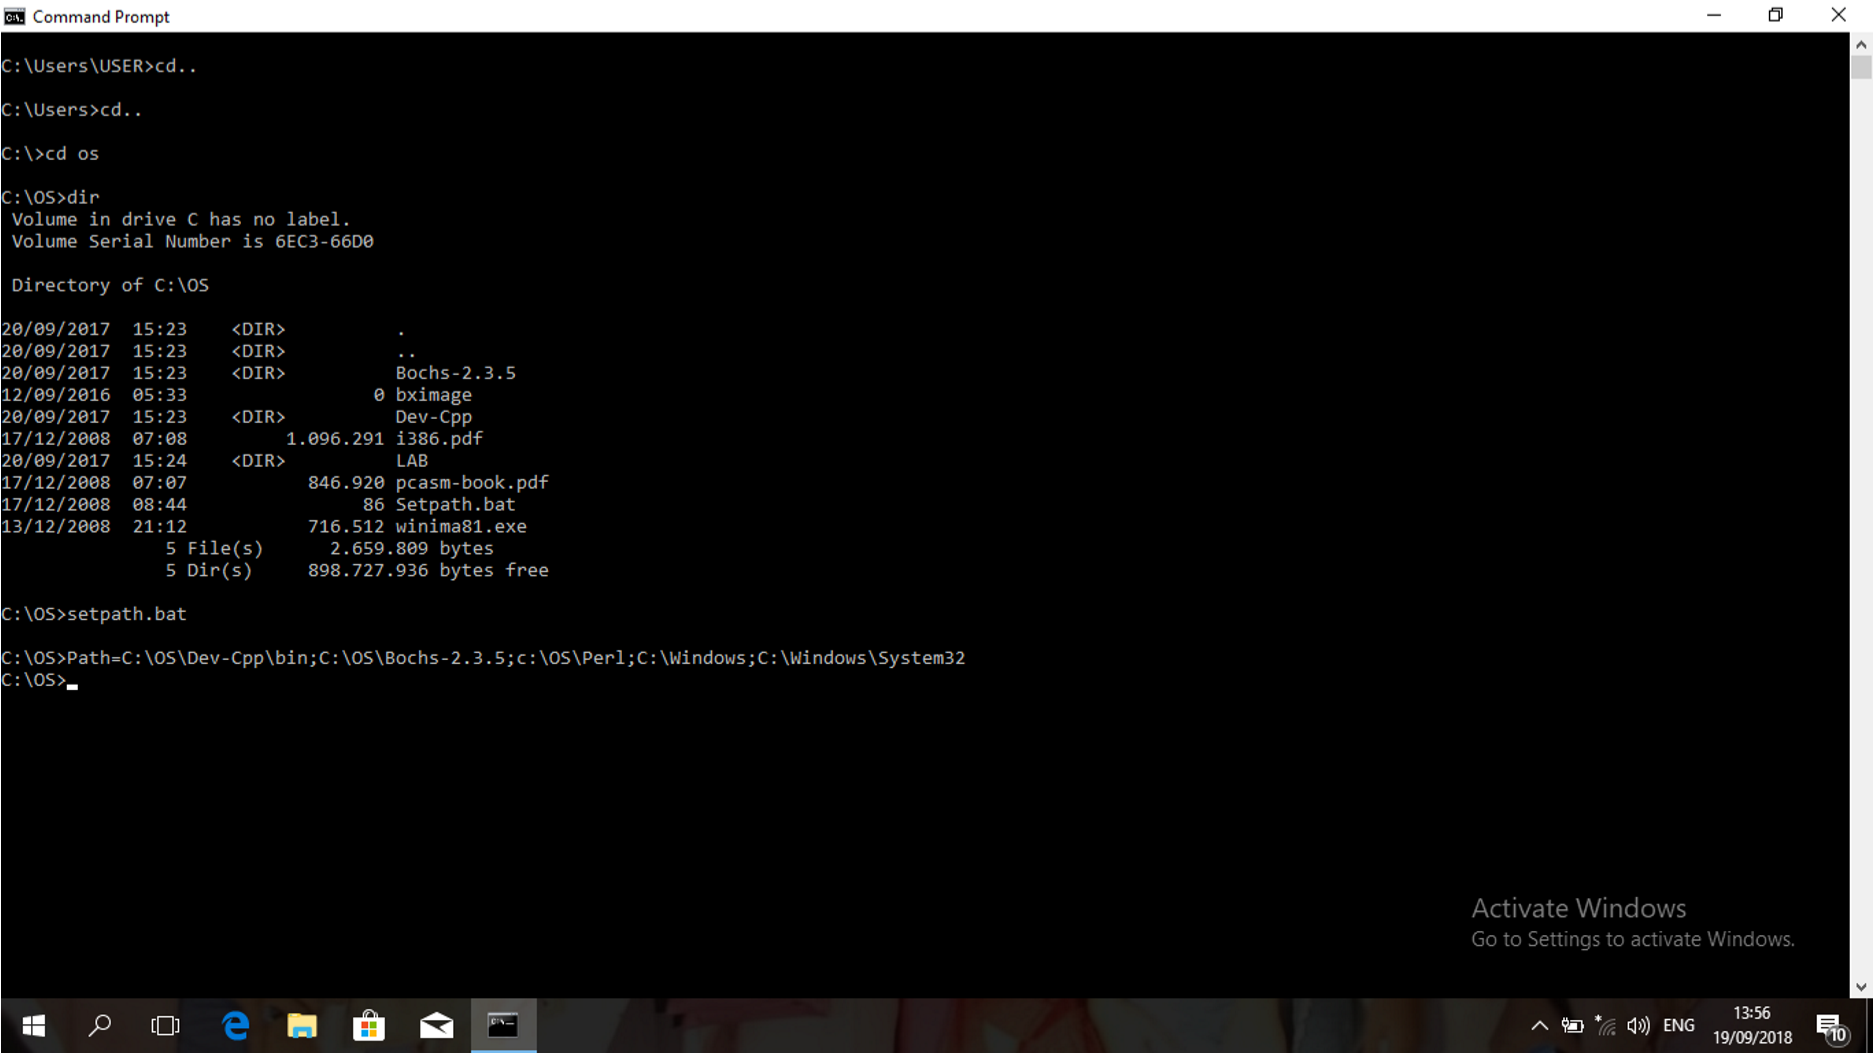 Command Prompt
C:\Users\USER>cd..
C:\Users>cd..
C:\>cd os
C:\OS>dir
 Volume in drive C has no label.
 Volume Serial Number is 6EC3-66D0
 Directory of C:\OS
20/09/2017  15:23    <DIR>          .
20/09/2017  15:23    <DIR>          ..
20/09/2017  15:23    <DIR>          Bochs-2.3.5
12/09/2016  05:33                 0 bximage
20/09/2017  15:23    <DIR>          Dev-Cpp
17/12/2008  07:08         1.096.291 i386.pdf
20/09/2017  15:24    <DIR>          LAB
17/12/2008  07:07           846.920 pcasm-book.pdf
17/12/2008  08:44                86 Setpath.bat
13/12/2008  21:12           716.512 winima81.exe
               5 File(s)      2.659.809 bytes
               5 Dir(s)     898.727.936 bytes free
C:\OS>setpath.bat
C:\OS>Path=C:\OS\Dev-Cpp\bin;C:\OS\Bochs-2.3.5;c:\OS\Perl;C:\Windows;C:\Windows\System32
C:\OS>
Activate Windows
Go to Settings to activate Windows.
ENG
13:56
19/09/2018
10